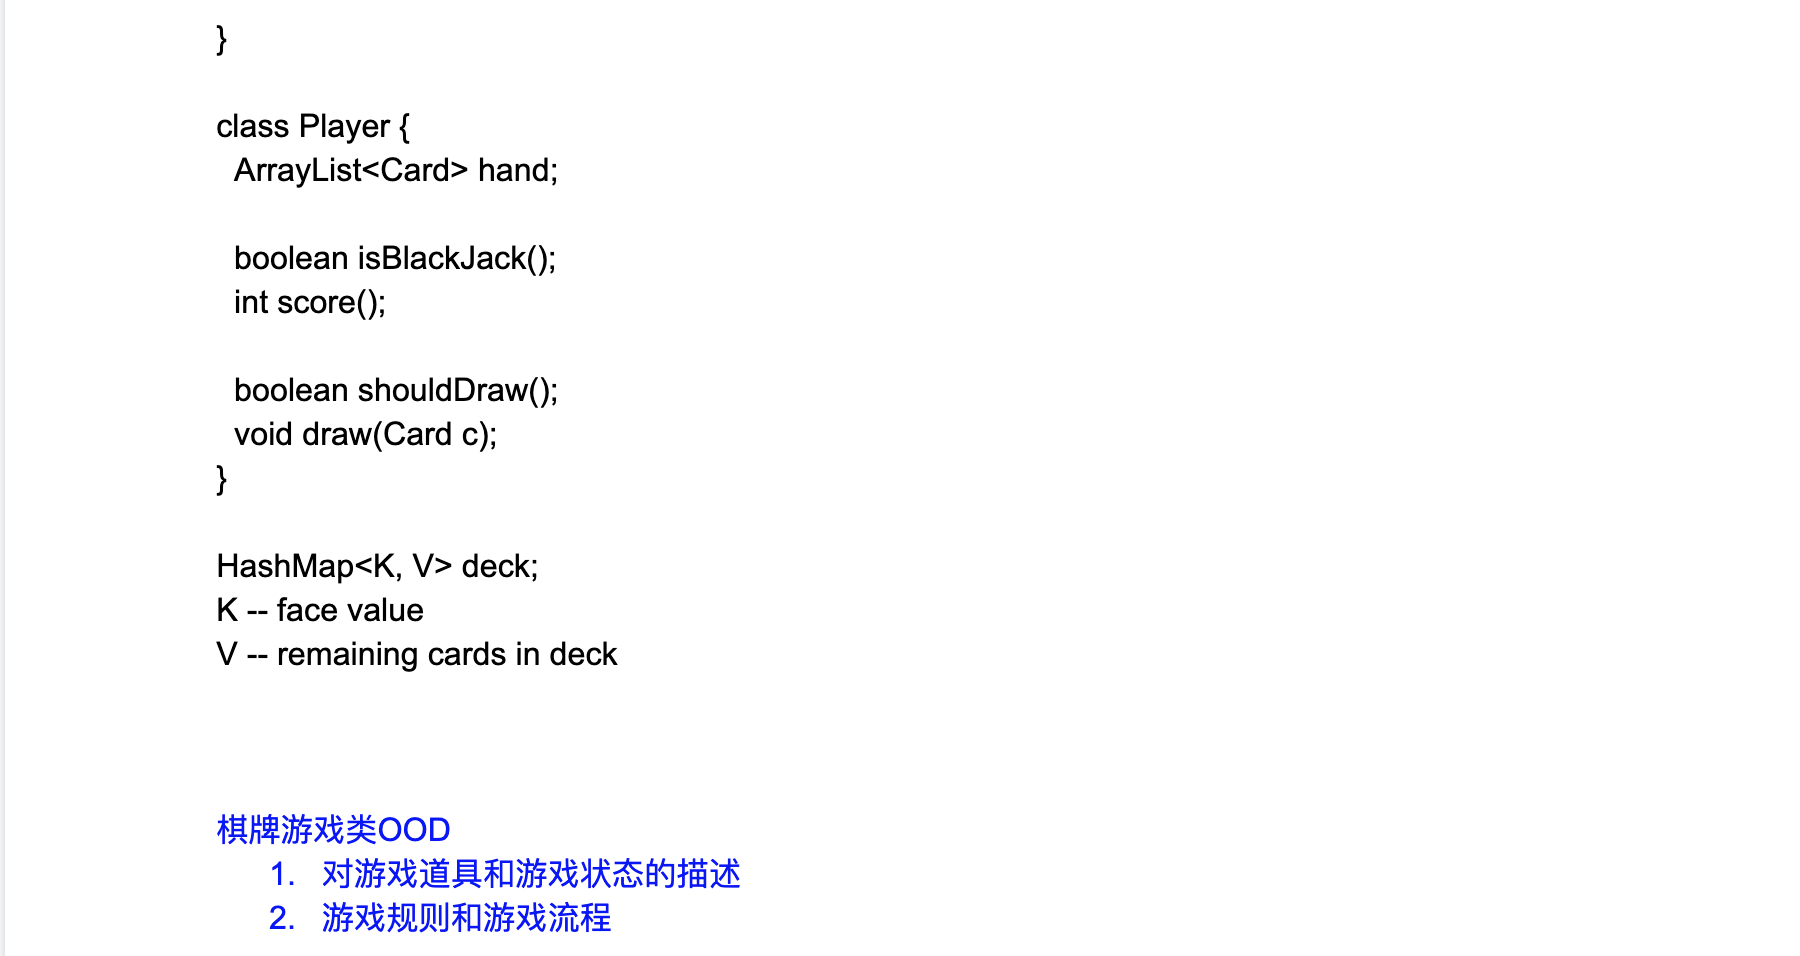 }
class Player {
ArrayList<Card> hand;
boolean isBlackJack();
int score();
boolean shouldDraw();
void draw(Card c);
}
HashMap<K, V> deck;
K -- face value
V -- remaining cards in deck
棋牌游戏类OOD
1. 对游戏道具和游戏状态的描述
2. 游戏规则和游戏流程